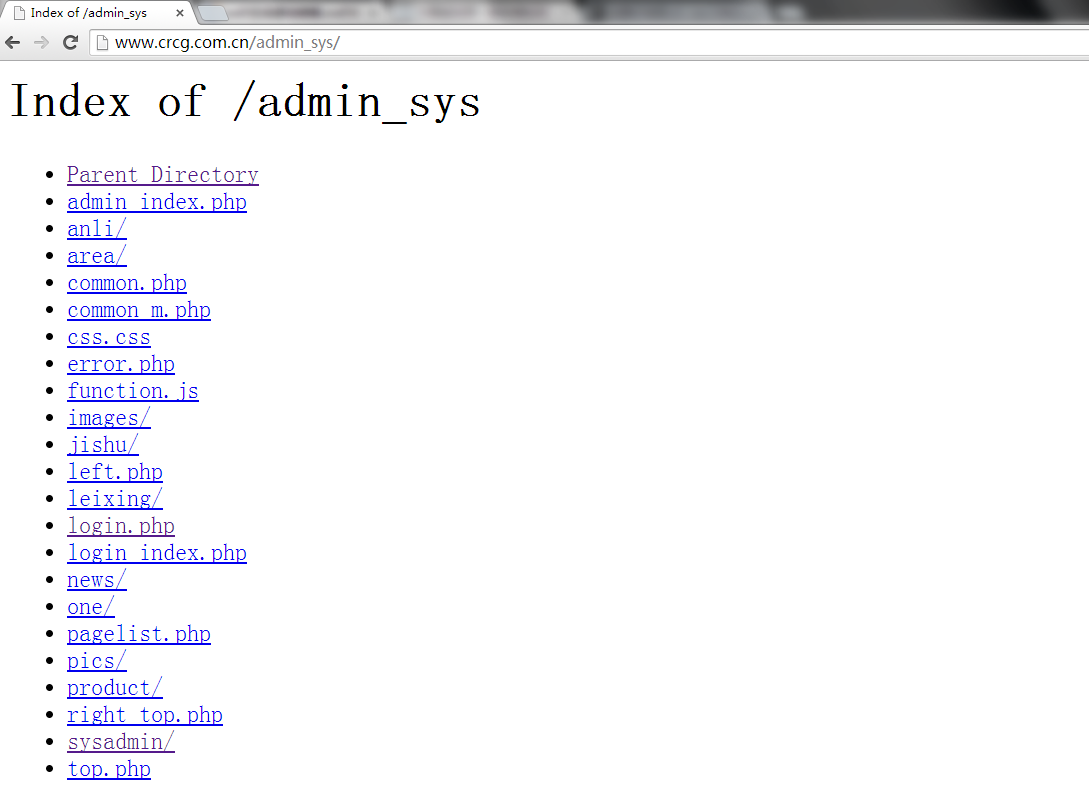 Index of /admin_sys
www.crcg.com.cn/admin_sys/
Index of /admin_sys
Parent Directory
admin_index.php
anli/
area/
common.php
common_m.php
css.css
error.php
function.js
images/
jishu/
left.php
leixing/
login.php
login_index.php
news/
one/
pagelist.php
pics/
product/
right_top.php
sysadmin/
top.php